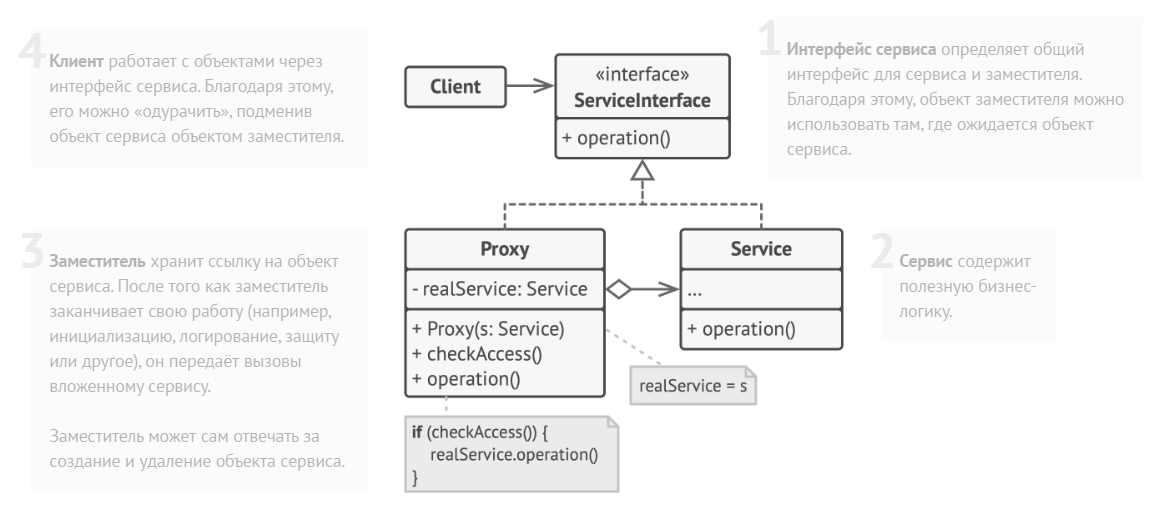 4
Клиент работает с объектами через
интерфейс сервиса. Благодаря этому,
его можно «одурачить», подменив
объект сервиса объектом заместителя.
Client
«interface»
ServiceInterface
+ operation()
1
Интерфейс сервиса определяет общий
интерфейс для сервиса и заместителя.
Благодаря этому, объект заместителя можно
использовать там, где ожидается объект
сервиса.
3
Заместитель хранит ссылку на объект
сервиса. После того как заместитель
заканчивает свою работу (например,
инициализацию, логирование, защиту
или другое), он передаёт вызовы
вложенному сервису.
Заместитель может сам отвечать за
создание и удаление объекта сервиса.
Proxy
- realService: Service
+ Proxy(s: Service)
+ checkAccess()
+ operation()
Service
...
+ operation()
2
Сервис содержит
полезную бизнес-
логику.
realService = s
if (checkAccess()) {
realService.operation()
}